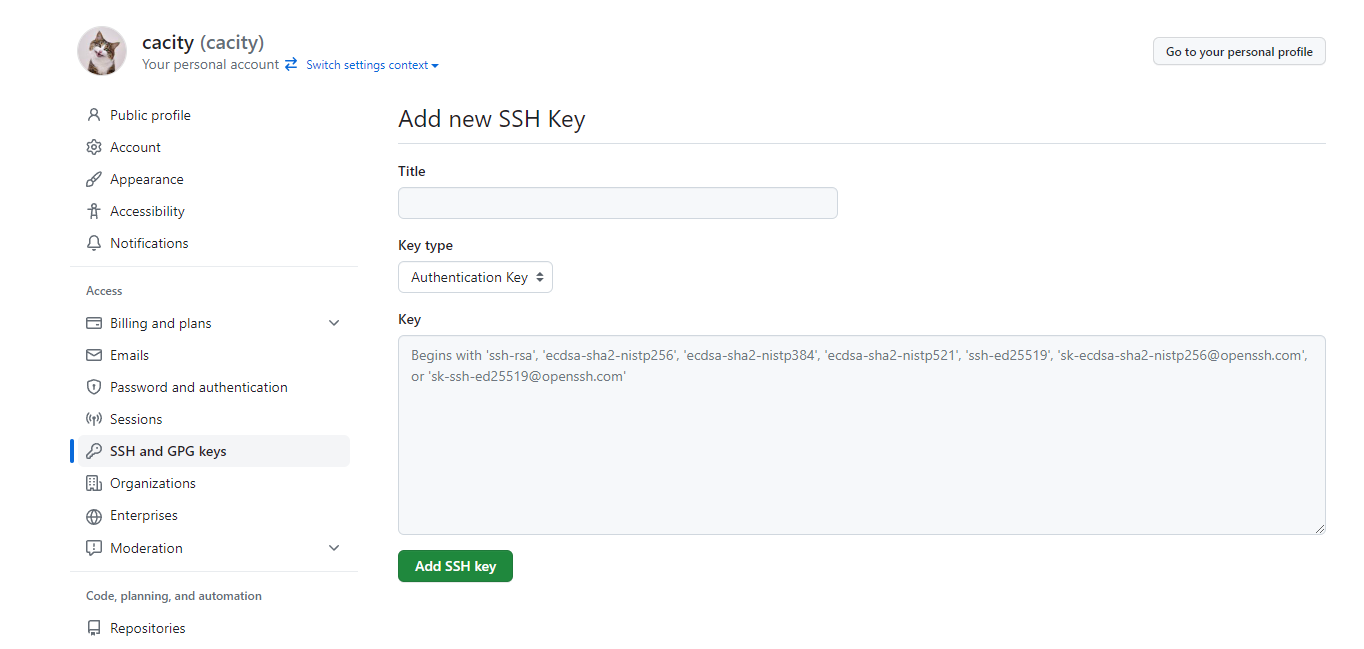 cacity (cacity)
Your personal account Switch settings context
Go to your personal profile
Public profile
Account
Appearance
Accessibility
Notifications
Access
Billing and plans
Emails
Password and authentication
Sessions
SSH and GPG keys
Organizations
Enterprises
Moderation
Code, planning, and automation
Repositories
Add new SSH Key
Title
Key type
Authentication Key
Key
Begins with 'ssh-rsa', 'ecdsa-sha2-nistp256', 'ecdsa-sha2-nistp384', 'ecdsa-sha2-nistp521', 'ssh-ed25519', 'sk-ecdsa-sha2-nistp256@openssh.com',
or 'sk-ssh-ed25519@openssh.com'
Add SSH key